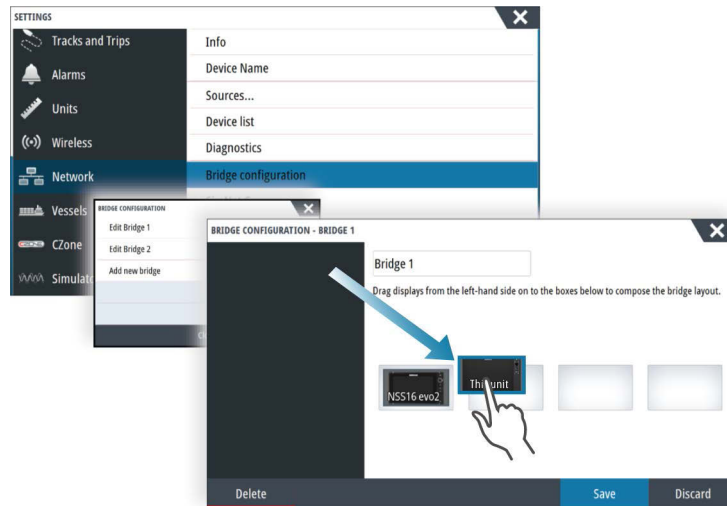 SETTINGS
Tracks and Trips
Alarms
Units
Wireless
Network
Vessels
CZone
Simulato
Info
Device Name
Sources...
Device list
Diagnostics
Bridge configuration
BRIDGE CONFIGURATION
Edit Bridge 1
Edit Bridge 2
Add new bridge
BRIDGE CONFIGURATION - BRIDGE 1
Bridge 1
Drag displays from the left-hand side on to the boxes below to compose the bridge layout.
NSS16 evo2
This unit
Delete
Save
Discard